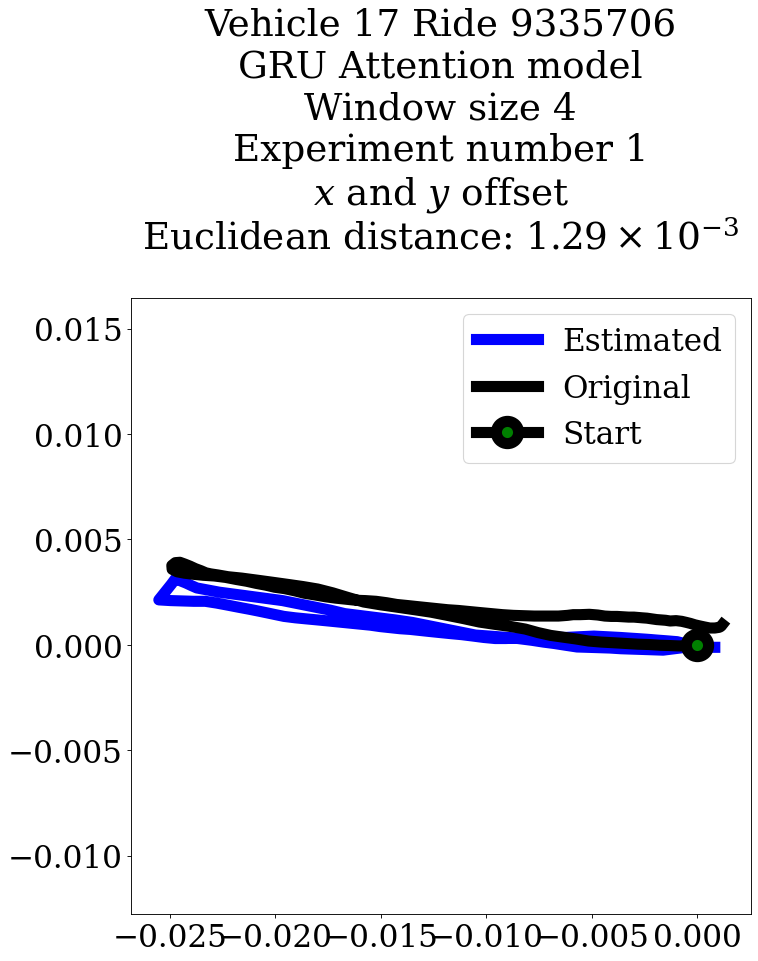 Vehicle 17 Ride 9335706
GRU Attention model
Window size 4
Experiment number 1
x and y offset
Euclidean distance: 1.29 × 10⁻³
Estimated
Original
Start
0.015
0.010
0.005
0.000
−0.005
−0.010
−0.025 −0.020 −0.015 −0.010 −0.005 0.000